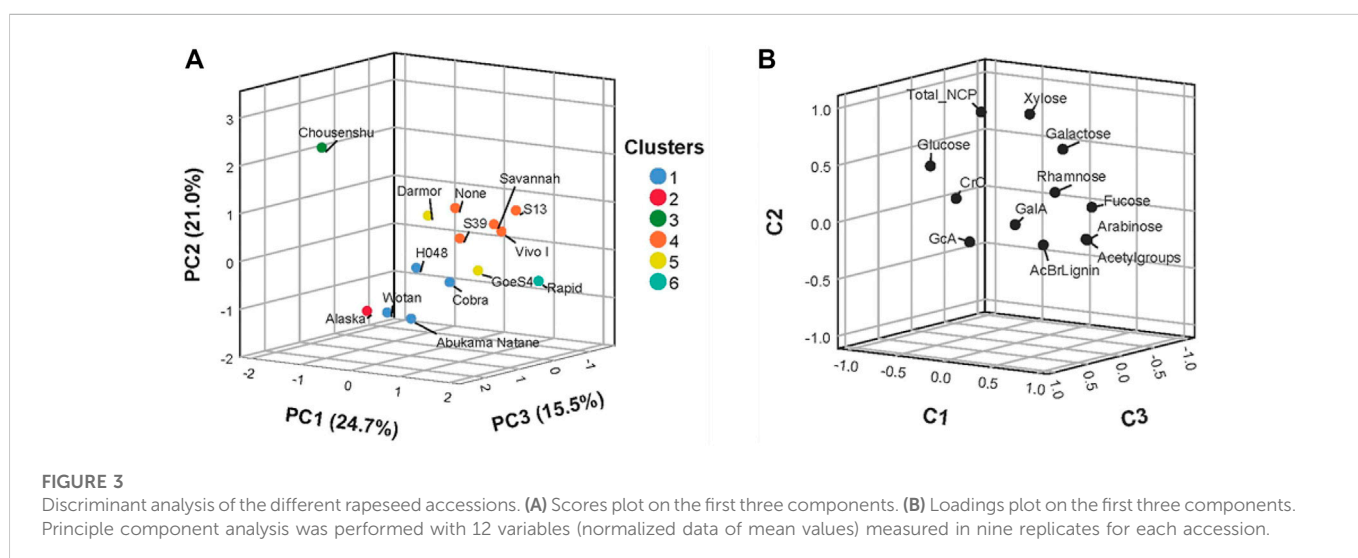 A
3
2
1
0
-1
-2
PC2 (21.0%)
Chousenshu
Darmor
None
Savannah
S13
S39
Vivo I
H048
GoeS4
Rapid
Cobra
Wotan
Alaska
Abukama Natane
-2
-1
0
1
2
PC1 (24.7%)
2
1
0
-1
PC3 (15.5%)
Clusters
1
2
3
4
5
6
B
1.0
0.5
0.0
-0.5
-1.0
C2
Total_NCP
Xylose
Glucose
Galactose
CrC
Rhamnose
Fucose
GalA
Arabinose
GcA
Acetylgroups
AcBrLignin
-1.0
-0.5
0.0
0.5
1.0
C1
1.0
0.5
0.0
-0.5
-1.0
C3
FIGURE 3
Discriminant analysis of the different rapeseed accessions. (A) Scores plot on the first three components. (B) Loadings plot on the first three components.
Principle component analysis was performed with 12 variables (normalized data of mean values) measured in nine replicates for each accession.